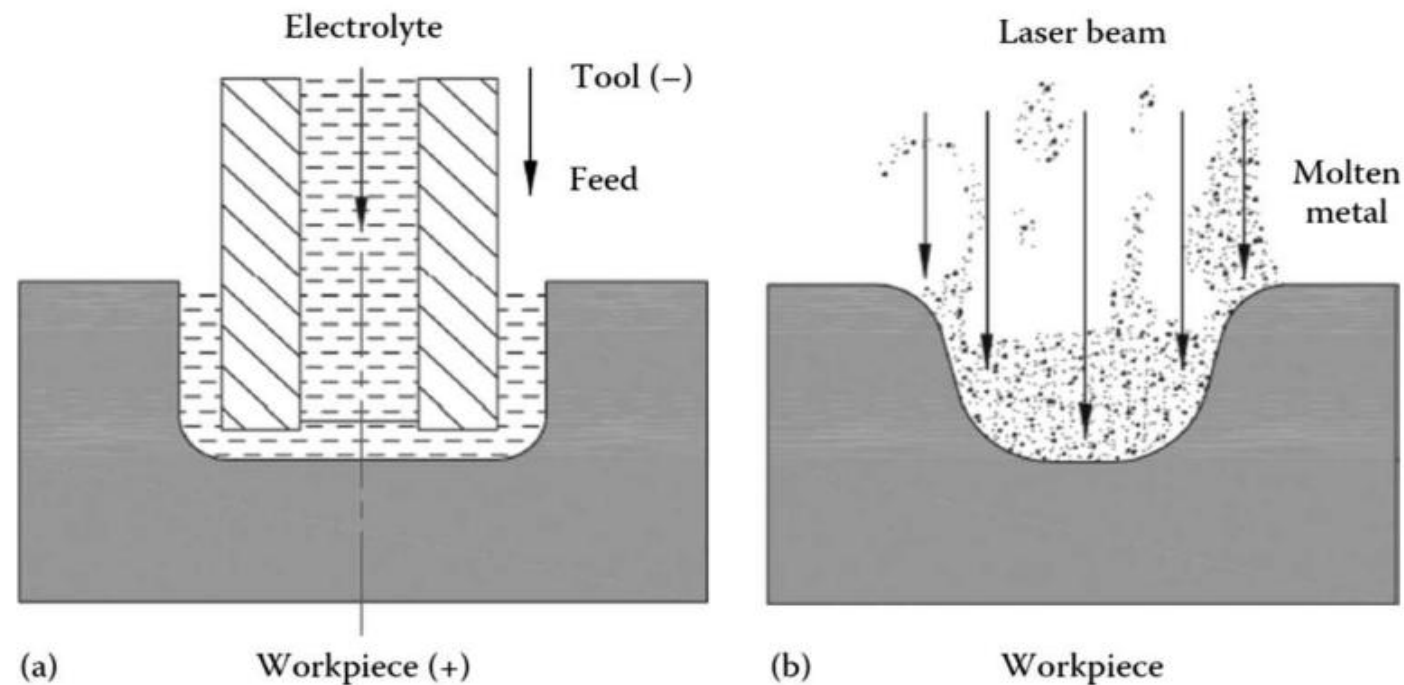 Electrolyte
Tool (–)
Feed
(a)
Workpiece (+)
Laser beam
Molten
metal
(b)
Workpiece